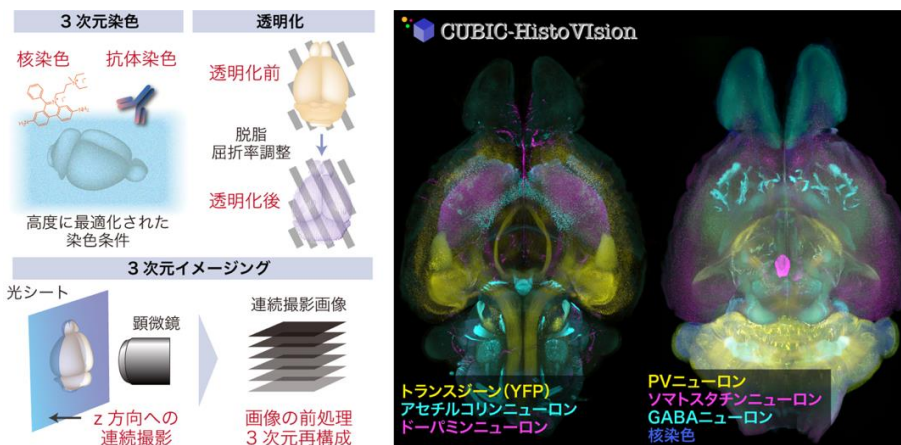 3次元染色
核染色
抗体染色
高度に最適化された
染色条件
透明化
透明化前
脱脂
屈折率調整
透明化後
3次元イメージング
光シート
顕微鏡
z方向への
連続撮影
連続撮影画像
画像の前処理
3次元再構成
CUBIC-HistoVIsion
トランスジーン(YFP)
アセチルコリンニューロン
ドーパミンニューロン
PVニューロン
ソマトスタチンニューロン
GABAニューロン
核染色